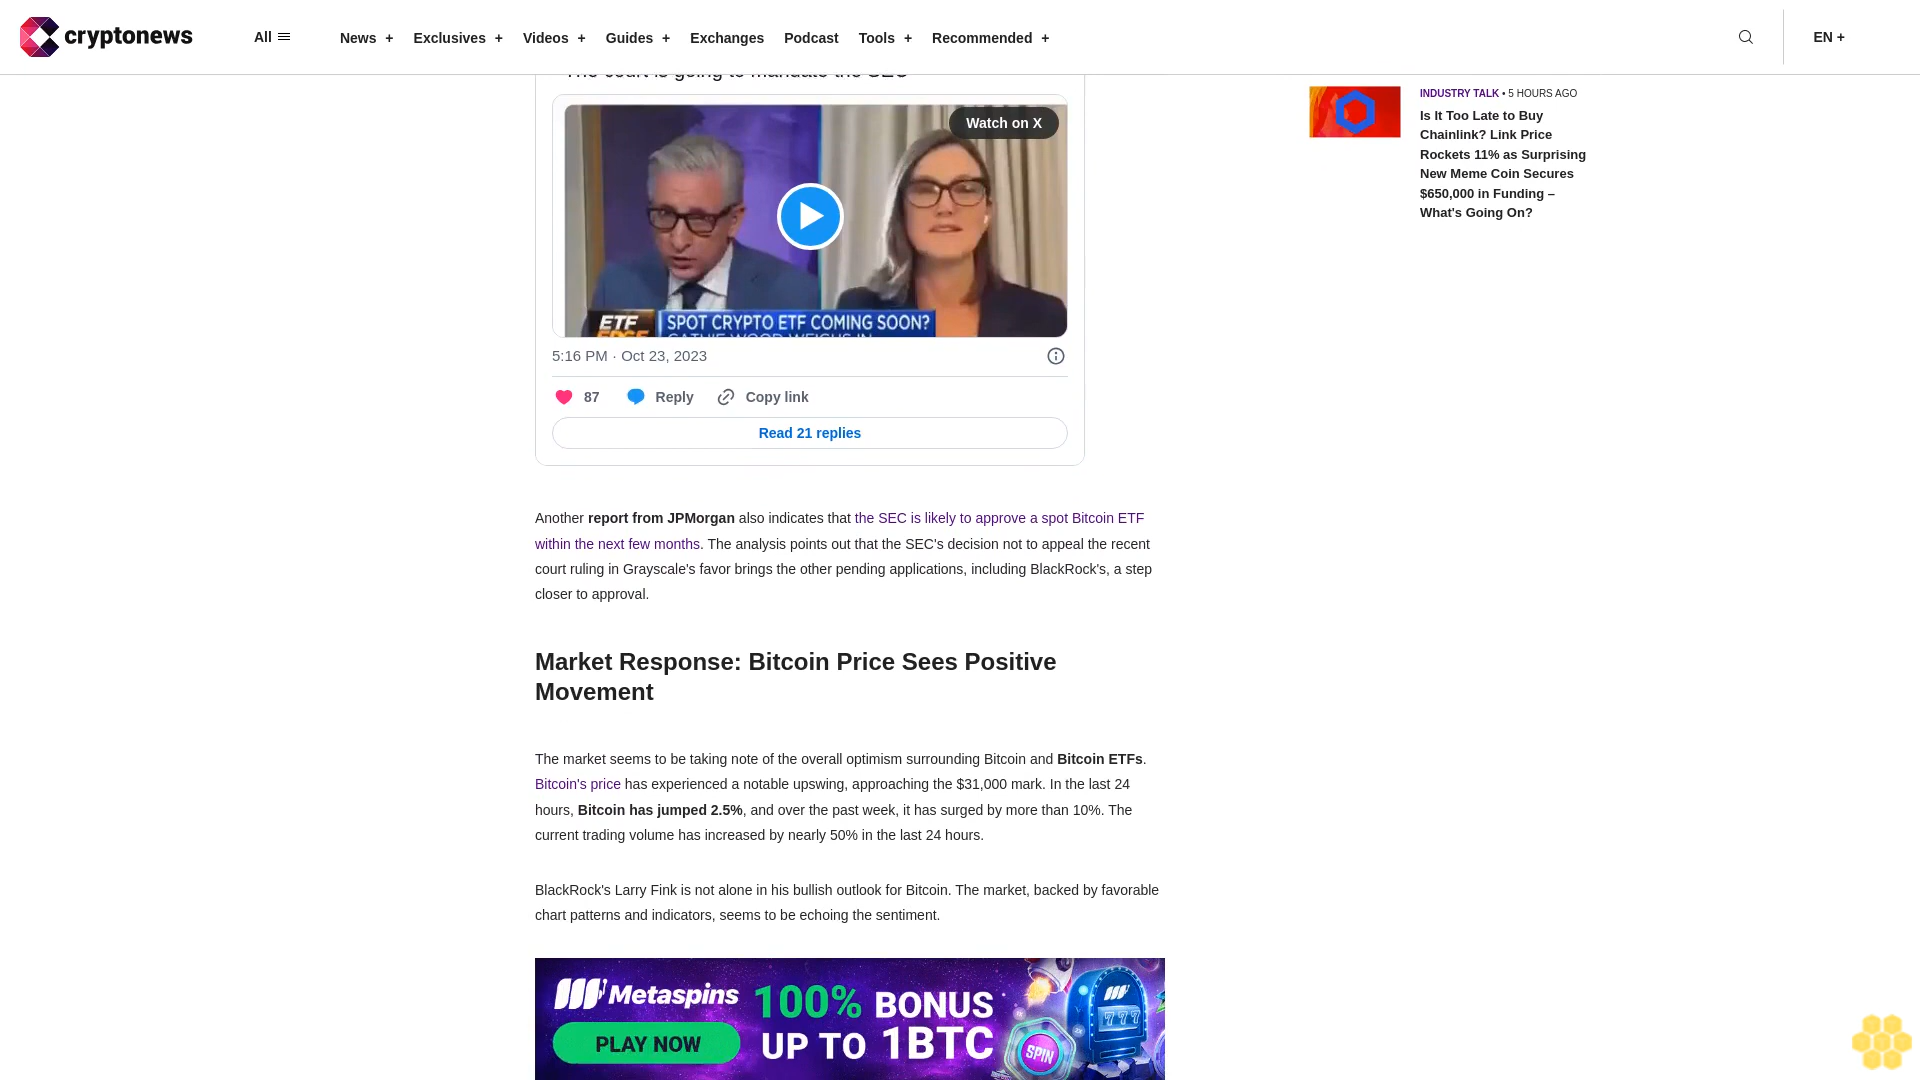 cryptonews
All
News +
Exclusives +
Videos +
Guides +
Exchanges
Podcast
Tools +
Recommended +
EN +
The court is going to mandate the SEC
Watch on X
ETF
EDGE
SPOT CRYPTO ETF COMING SOON?
CATHIE WOOD WEIGHS IN
5:16 PM · Oct 23, 2023
87
Reply
Copy link
Read 21 replies
Another report from JPMorgan also indicates that the SEC is likely to approve a spot Bitcoin ETF
within the next few months. The analysis points out that the SEC's decision not to appeal the recent
court ruling in Grayscale's favor brings the other pending applications, including BlackRock's, a step
closer to approval.
Market Response: Bitcoin Price Sees Positive
Movement
The market seems to be taking note of the overall optimism surrounding Bitcoin and Bitcoin ETFs.
Bitcoin's price has experienced a notable upswing, approaching the $31,000 mark. In the last 24
hours, Bitcoin has jumped 2.5%, and over the past week, it has surged by more than 10%. The
current trading volume has increased by nearly 50% in the last 24 hours.
BlackRock's Larry Fink is not alone in his bullish outlook for Bitcoin. The market, backed by favorable
chart patterns and indicators, seems to be echoing the sentiment.
Metaspins
PLAY NOW
100% BONUS
UP TO 1BTC
777
SPIN
INDUSTRY TALK • 5 HOURS AGO
Is It Too Late to Buy
Chainlink? Link Price
Rockets 11% as Surprising
New Meme Coin Secures
$650,000 in Funding –
What's Going On?